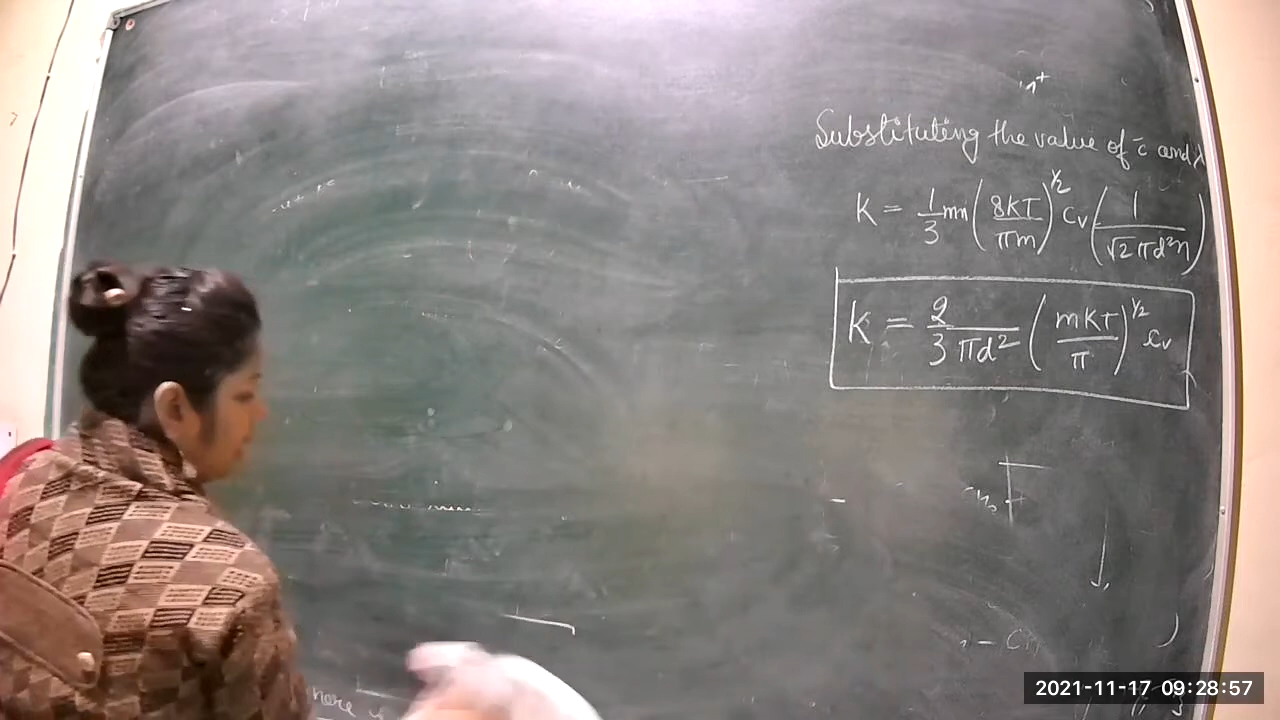 Substituting the value of c̄ and λ
K = 1/3 mn (8KT/πm)^1/2 Cv (1/√2 πd²n)
K = 2/3πd² (mKT/π)^1/2 Cv
2021-11-17 09:28:57